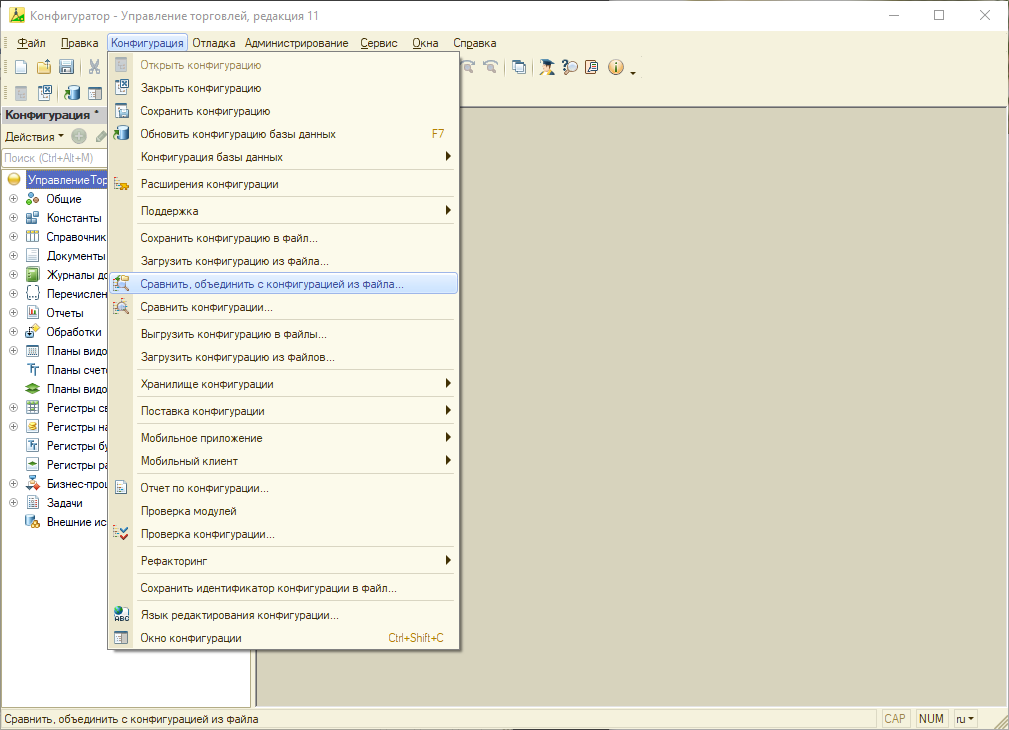 Конфигуратор - Управление торговлей, редакция 11
Файл Правка Конфигурация Отладка Администрирование Сервис Окна Справка
Конфигурация *
Действия
Поиск (Ctrl+Alt+M)
УправлениеТор
Общие
Константы
Справочник
Документы
Журналы до
Перечислен
Отчеты
Обработки
Планы видо
Планы счето
Планы видо
Регистры св
Регистры на
Регистры бу
Регистры ра
Бизнес-проц
Задачи
Внешние ис
Открыть конфигурацию
Закрыть конфигурацию
Сохранить конфигурацию
Обновить конфигурацию базы данных F7
Конфигурация базы данных
Расширения конфигурации
Поддержка
Сохранить конфигурацию в файл...
Загрузить конфигурацию из файла...
Сравнить, объединить с конфигурацией из файла...
Сравнить конфигурации...
Выгрузить конфигурацию в файлы...
Загрузить конфигурацию из файлов...
Хранилище конфигурации
Поставка конфигурации
Мобильное приложение
Мобильный клиент
Отчет по конфигурации...
Проверка модулей
Проверка конфигурации...
Рефакторинг
Сохранить идентификатор конфигурации в файл...
Язык редактирования конфигурации...
Окно конфигурации Ctrl+Shift+C
Сравнить, объединить с конфигурацией из файла CAP NUM ru